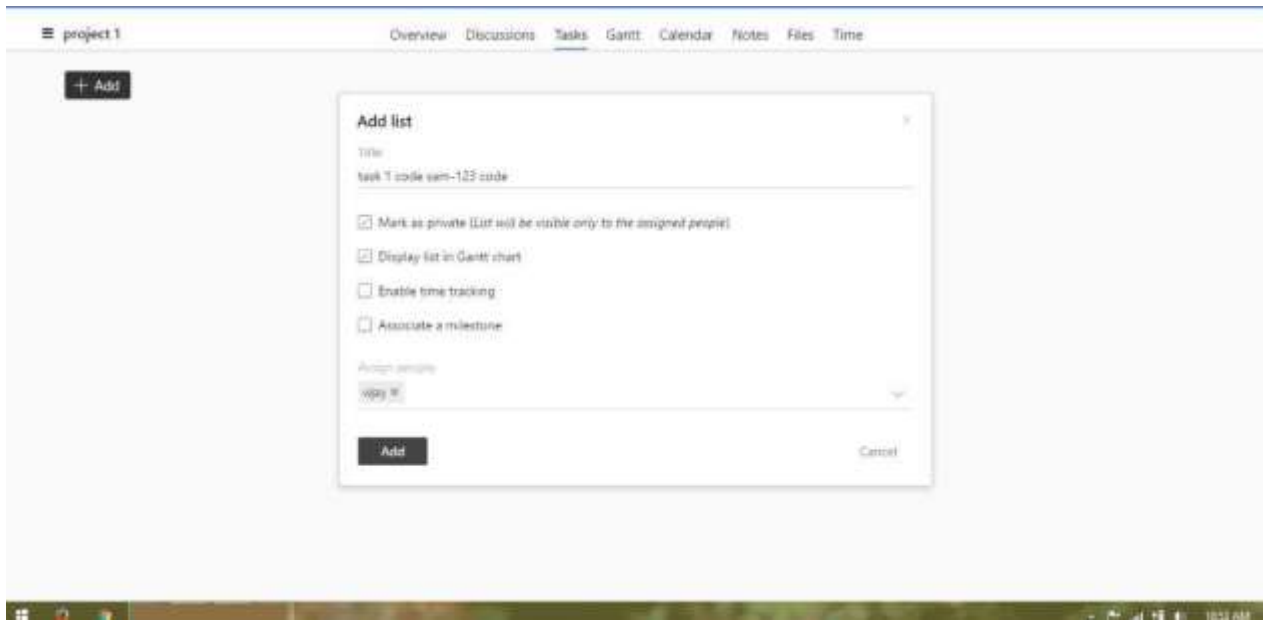 project 1
Overview Discussions Tasks Gantt Calendar Notes Files Time
+ Add
Add list
Title
task 1 code sam-123 code
Mark as private (List will be visible only to the assigned people)
Display list in Gantt chart
Enable time tracking
Associate a milestone
Assign people
vijay
Add
Cancel